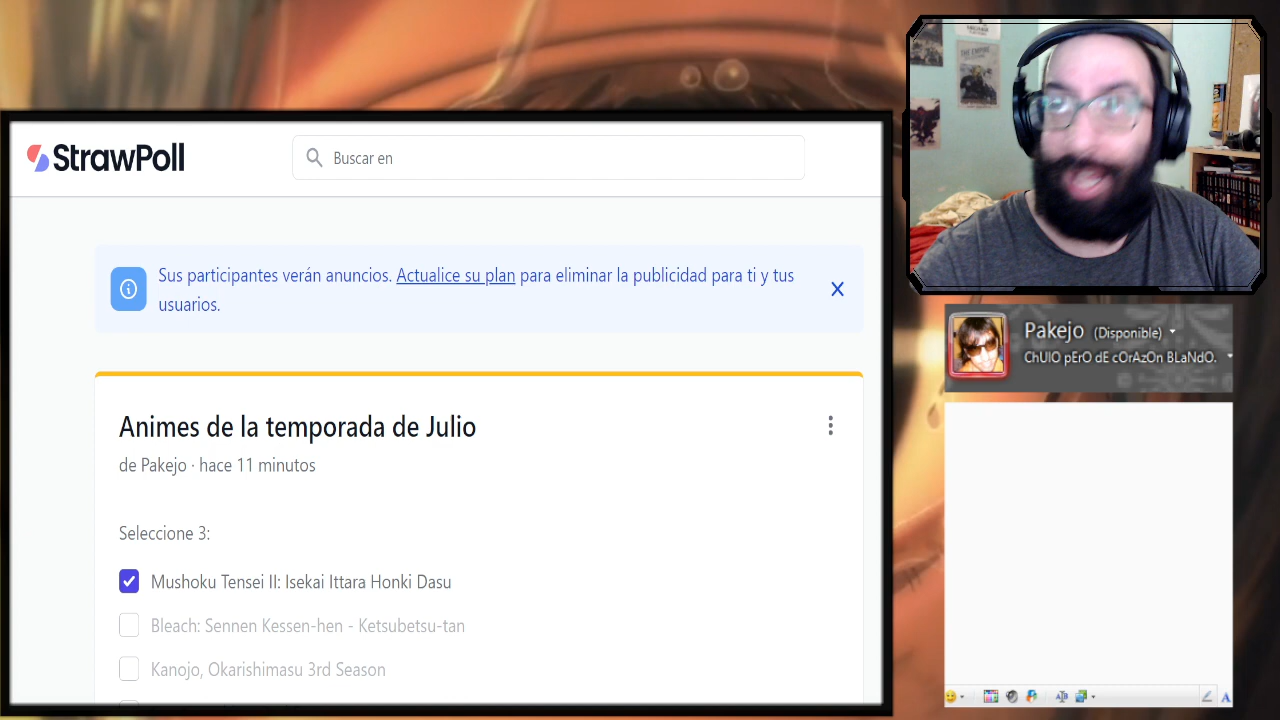 StrawPoll
Buscar en
Sus participantes verán anuncios. Actualice su plan para eliminar la publicidad para ti y tus
usuarios.
Animes de la temporada de Julio
de Pakejo · hace 11 minutos
Seleccione 3:
Mushoku Tensei II: Isekai Ittara Honki Dasu
Bleach: Sennen Kessen-hen - Ketsubetsu-tan
Kanojo, Okarishimasu 3rd Season
THE EMPIRE
Pakejo (Disponible)
ChUlO pErO dE cOrAzOn BLaNdO.